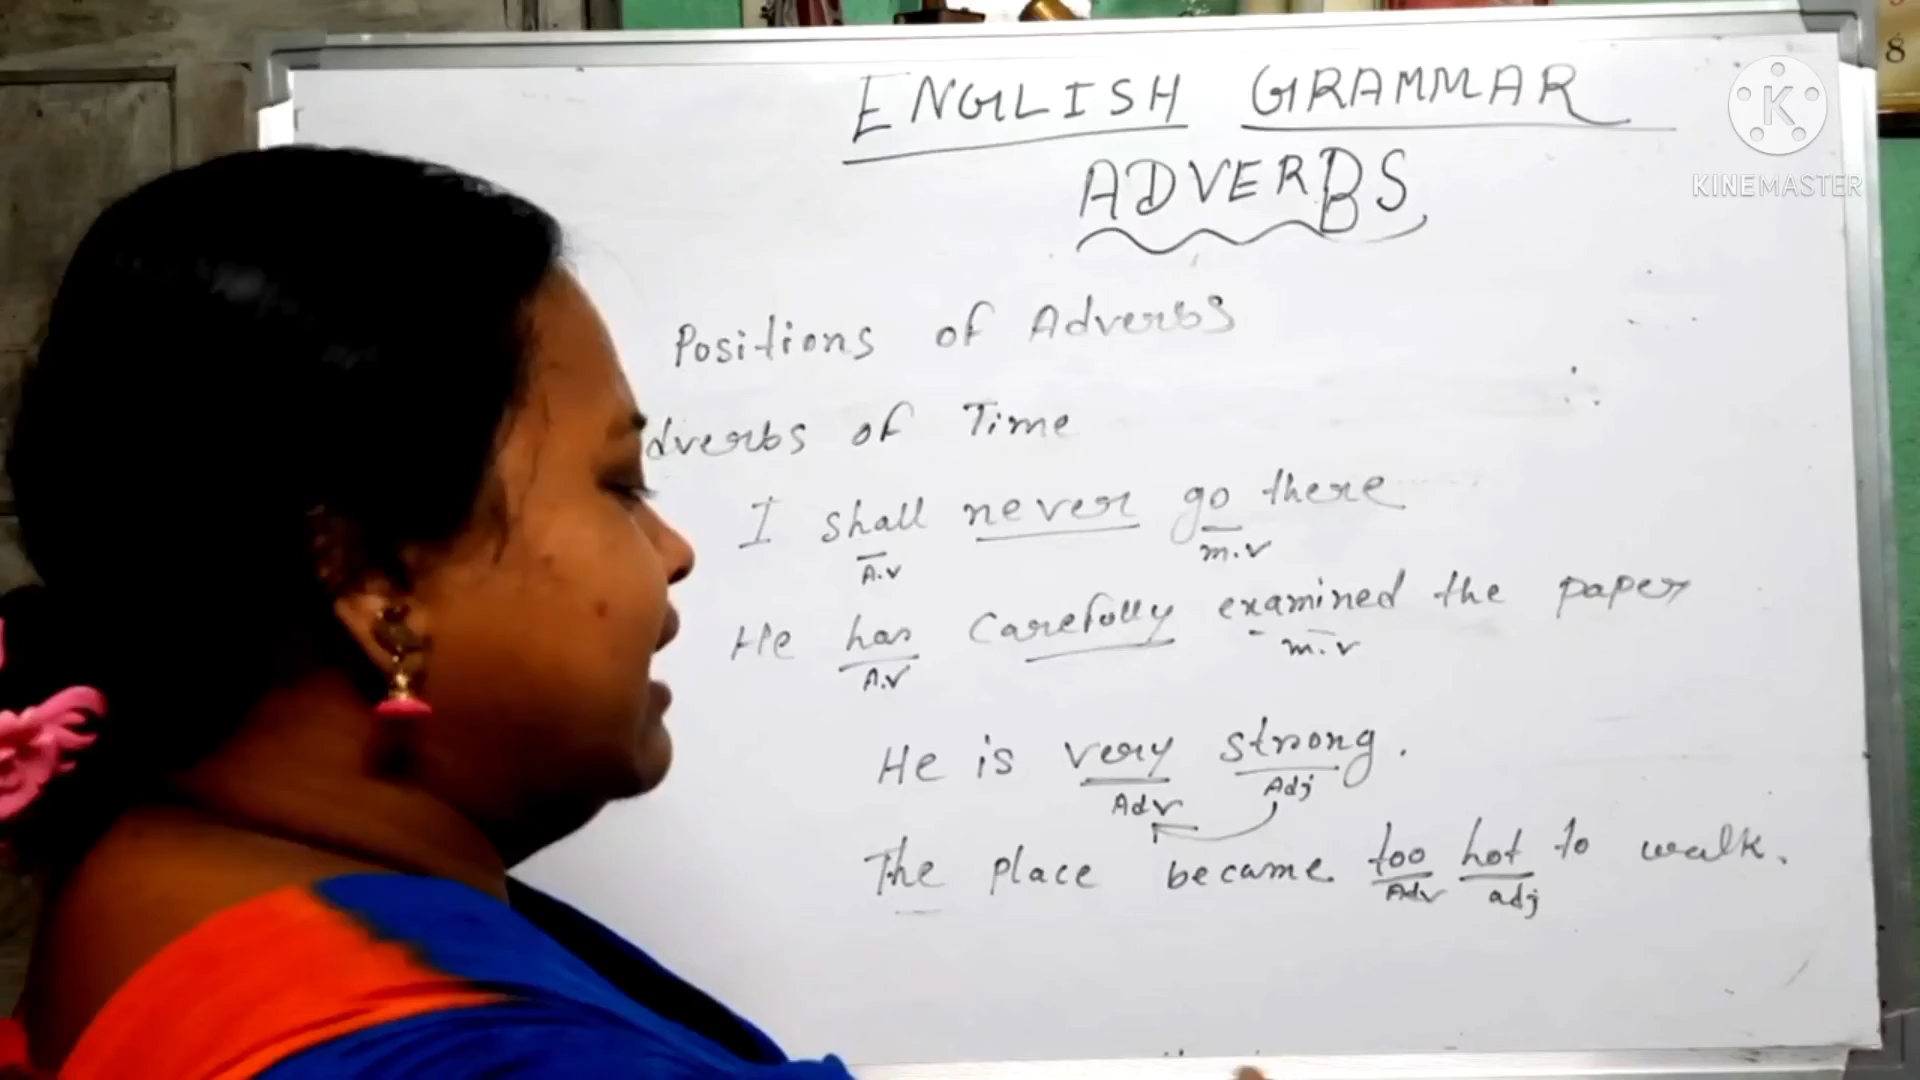 ENGLISH GRAMMAR
ADVERBS
Positions of Adverbs
dverbs of Time
I shall never go there
A.V m.v
He has carefully examined the paper
A.V m.v
He is very strong.
Adv Adj
The place became too hot to walk.
Adv adj
K
KINEMASTER
8